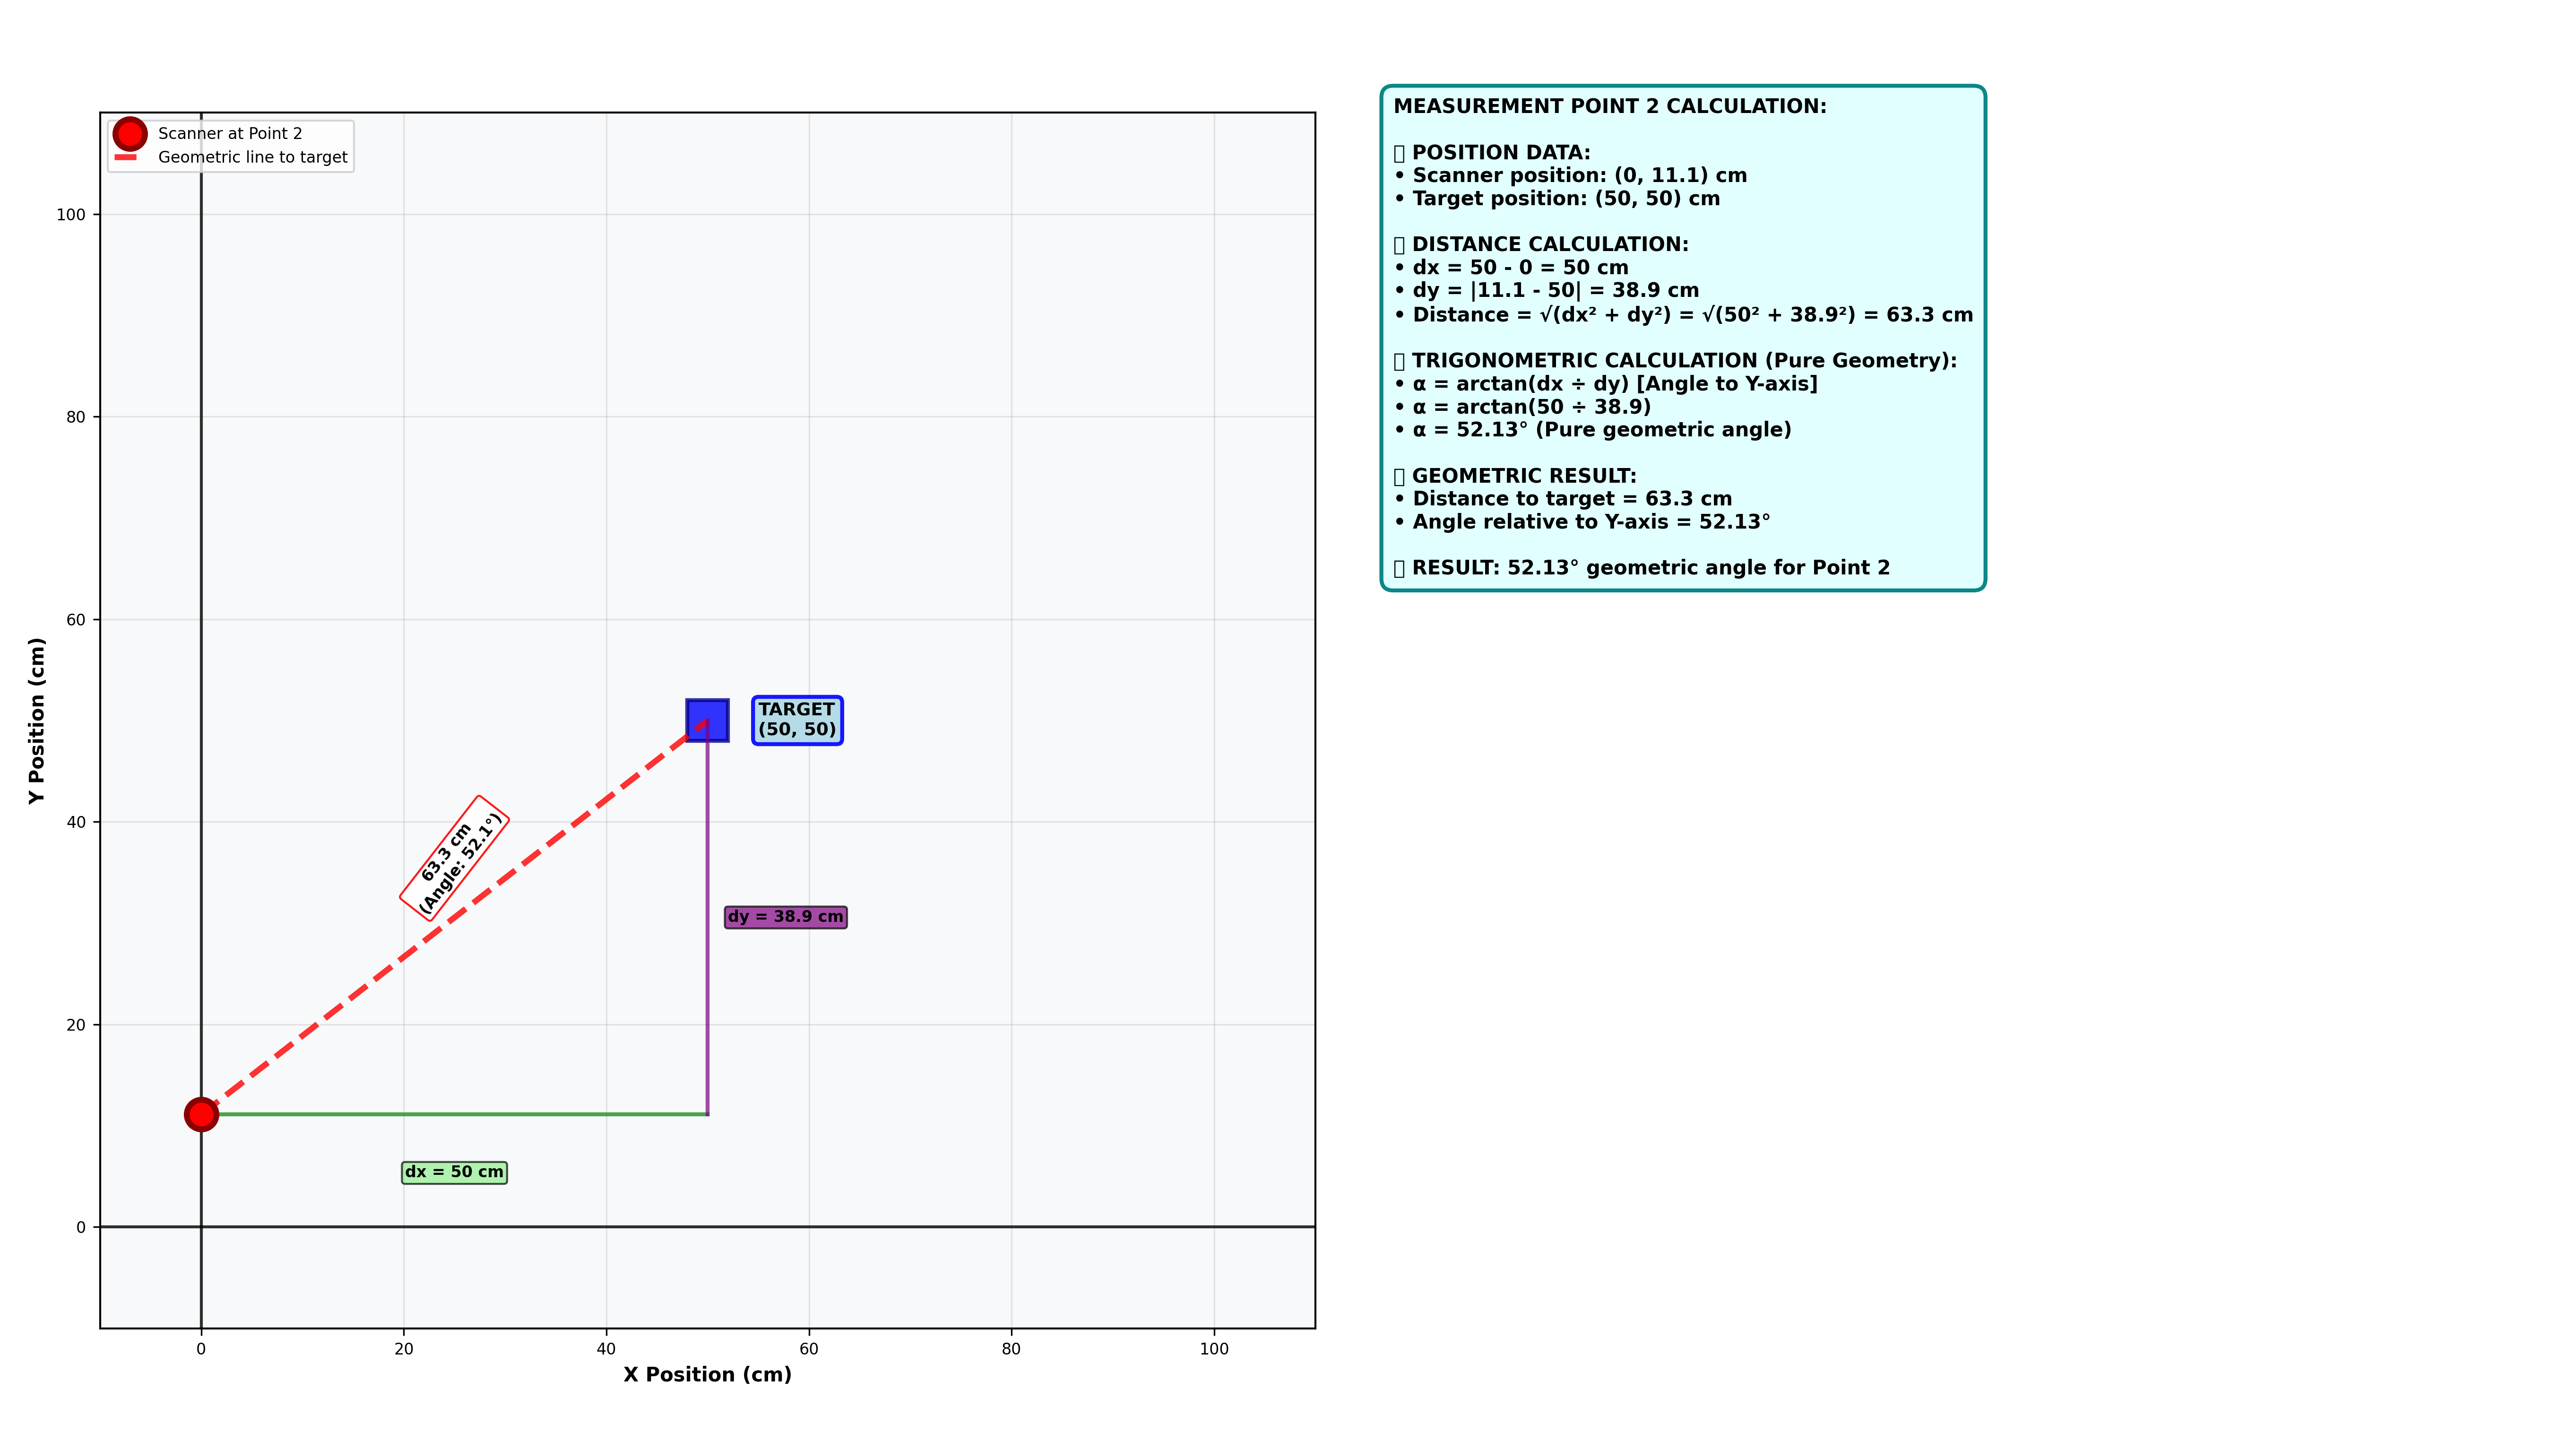 Scanner at Point 2
Geometric line to target
100
80
60
40
20
0
Y Position (cm)
TARGET
(50, 50)
63.3 cm
(Angle: 52.1°)
dy = 38.9 cm
dx = 50 cm
0
20
40
60
80
100
X Position (cm)
MEASUREMENT POINT 2 CALCULATION:
▯ POSITION DATA:
• Scanner position: (0, 11.1) cm
• Target position: (50, 50) cm
▯ DISTANCE CALCULATION:
• dx = 50 - 0 = 50 cm
• dy = |11.1 - 50| = 38.9 cm
• Distance = √(dx² + dy²) = √(50² + 38.9²) = 63.3 cm
▯ TRIGONOMETRIC CALCULATION (Pure Geometry):
• α = arctan(dx ÷ dy) [Angle to Y-axis]
• α = arctan(50 ÷ 38.9)
• α = 52.13° (Pure geometric angle)
▯ GEOMETRIC RESULT:
• Distance to target = 63.3 cm
• Angle relative to Y-axis = 52.13°
▯ RESULT: 52.13° geometric angle for Point 2